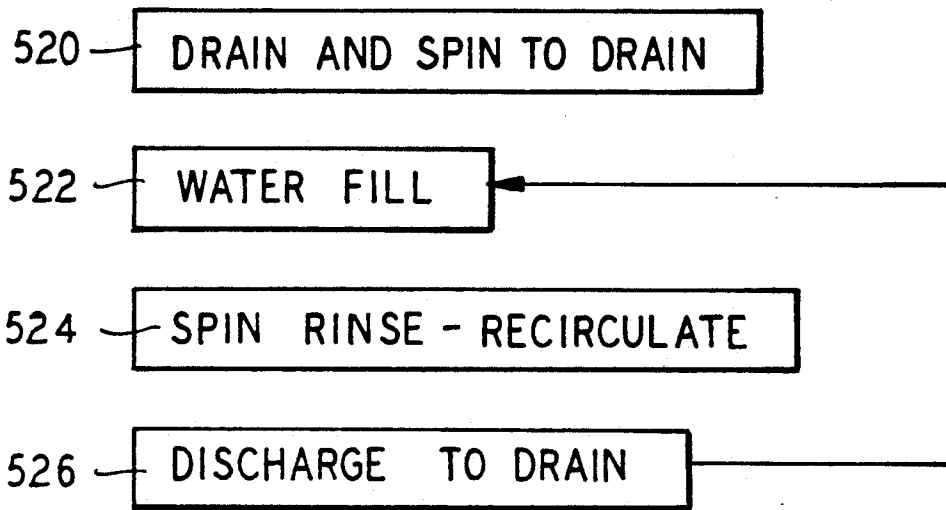 520 DRAIN AND SPIN TO DRAIN
522 WATER FILL
524 SPIN RINSE - RECIRCULATE
526 DISCHARGE TO DRAIN